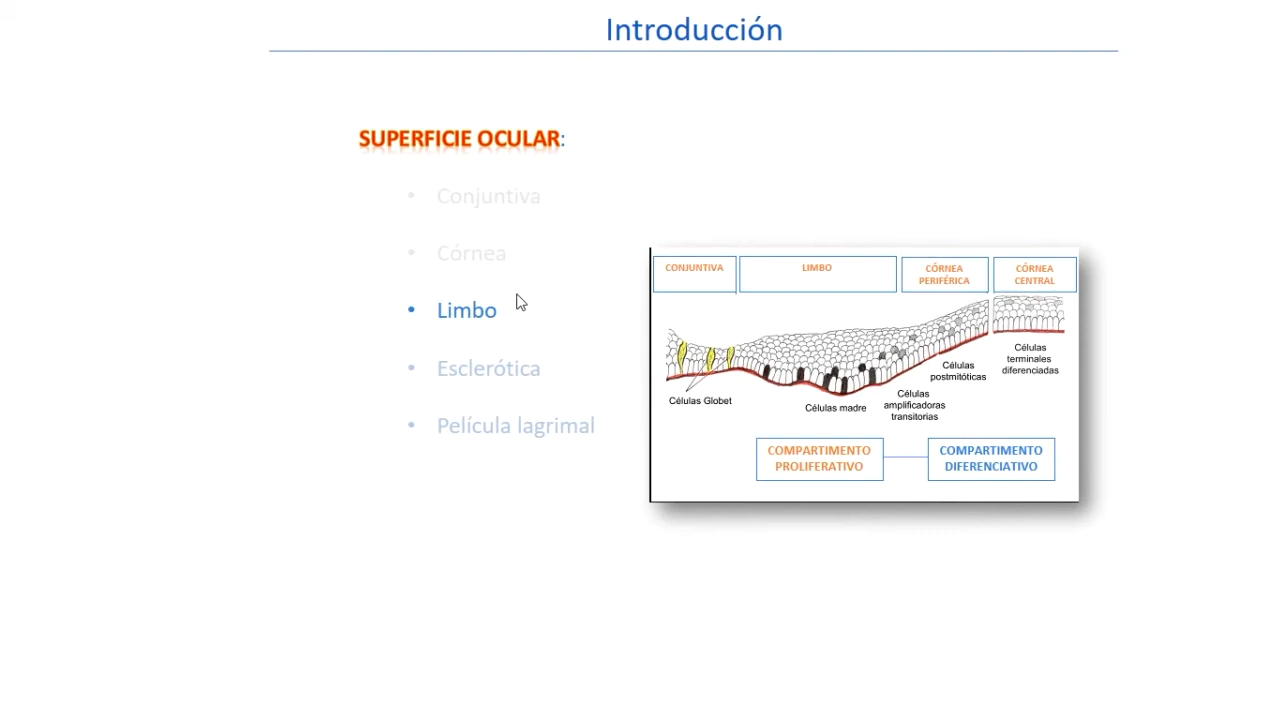 Introducción
SUPERFICIE OCULAR:
• Conjuntiva
• Córnea
• Limbo
• Esclerótica
• Película lagrimal
CONJUNTIVA
LIMBO
CÓRNEA
PERIFÉRICA
CÓRNEA
CENTRAL
Células Globet
Células madre
Células
amplificadoras
transitorias
Células
postmitóticas
Células
terminales
diferenciadas
COMPARTIMENTO
PROLIFERATIVO
COMPARTIMENTO
DIFERENCIATIVO